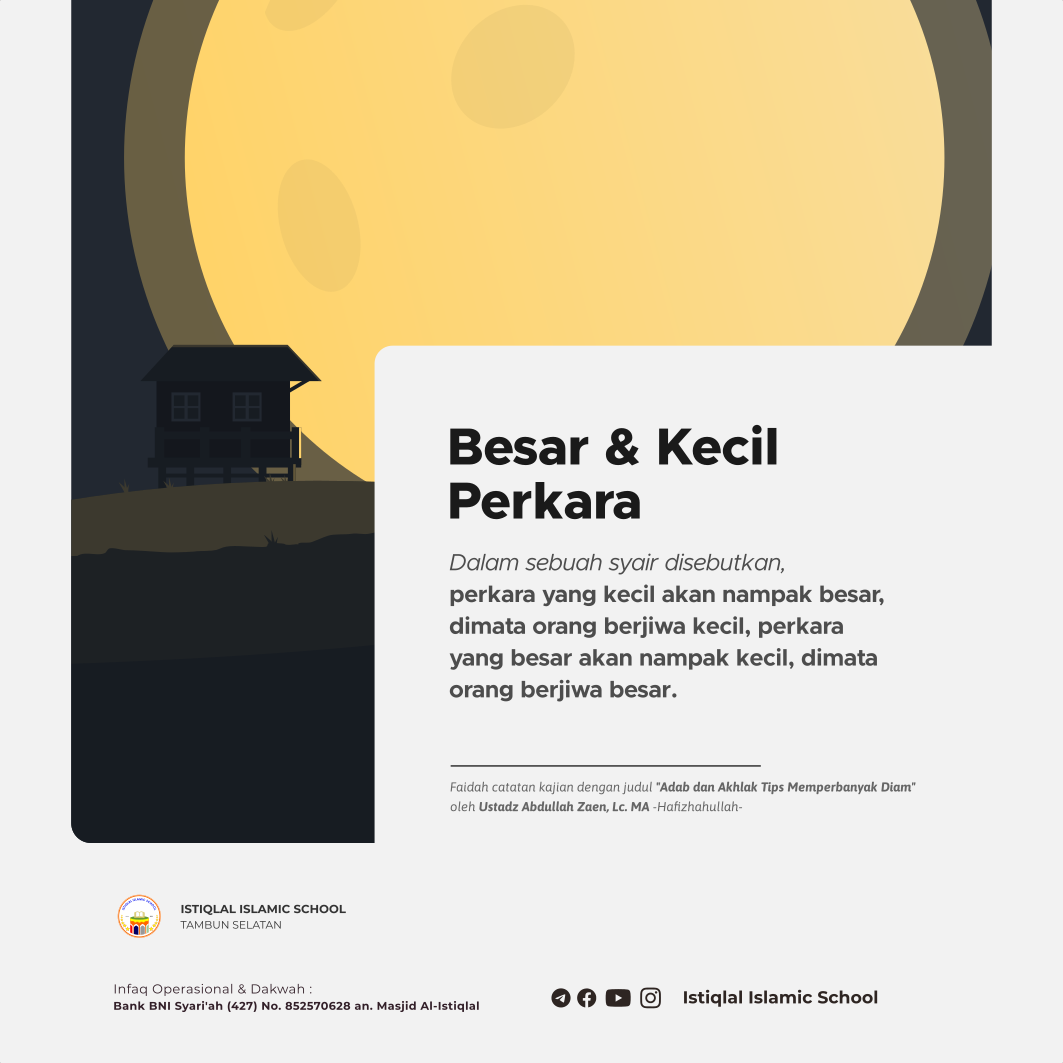 Besar & Kecil
Perkara
Dalam sebuah syair disebutkan,
perkara yang kecil akan nampak besar,
dimata orang berjiwa kecil, perkara
yang besar akan nampak kecil, dimata
orang berjiwa besar.
Faidah catatan kajian dengan judul "Adab dan Akhlak Tips Memperbanyak Diam"
oleh Ustadz Abdullah Zaen, Lc. MA -Hafizhahullah-
ISTIQLAL ISLAMIC SCHOOL
TAMBUN SELATAN
Infaq Operasional & Dakwah :
Bank BNI Syari'ah (427) No. 852570628 an. Masjid Al-Istiqlal
Istiqlal Islamic School